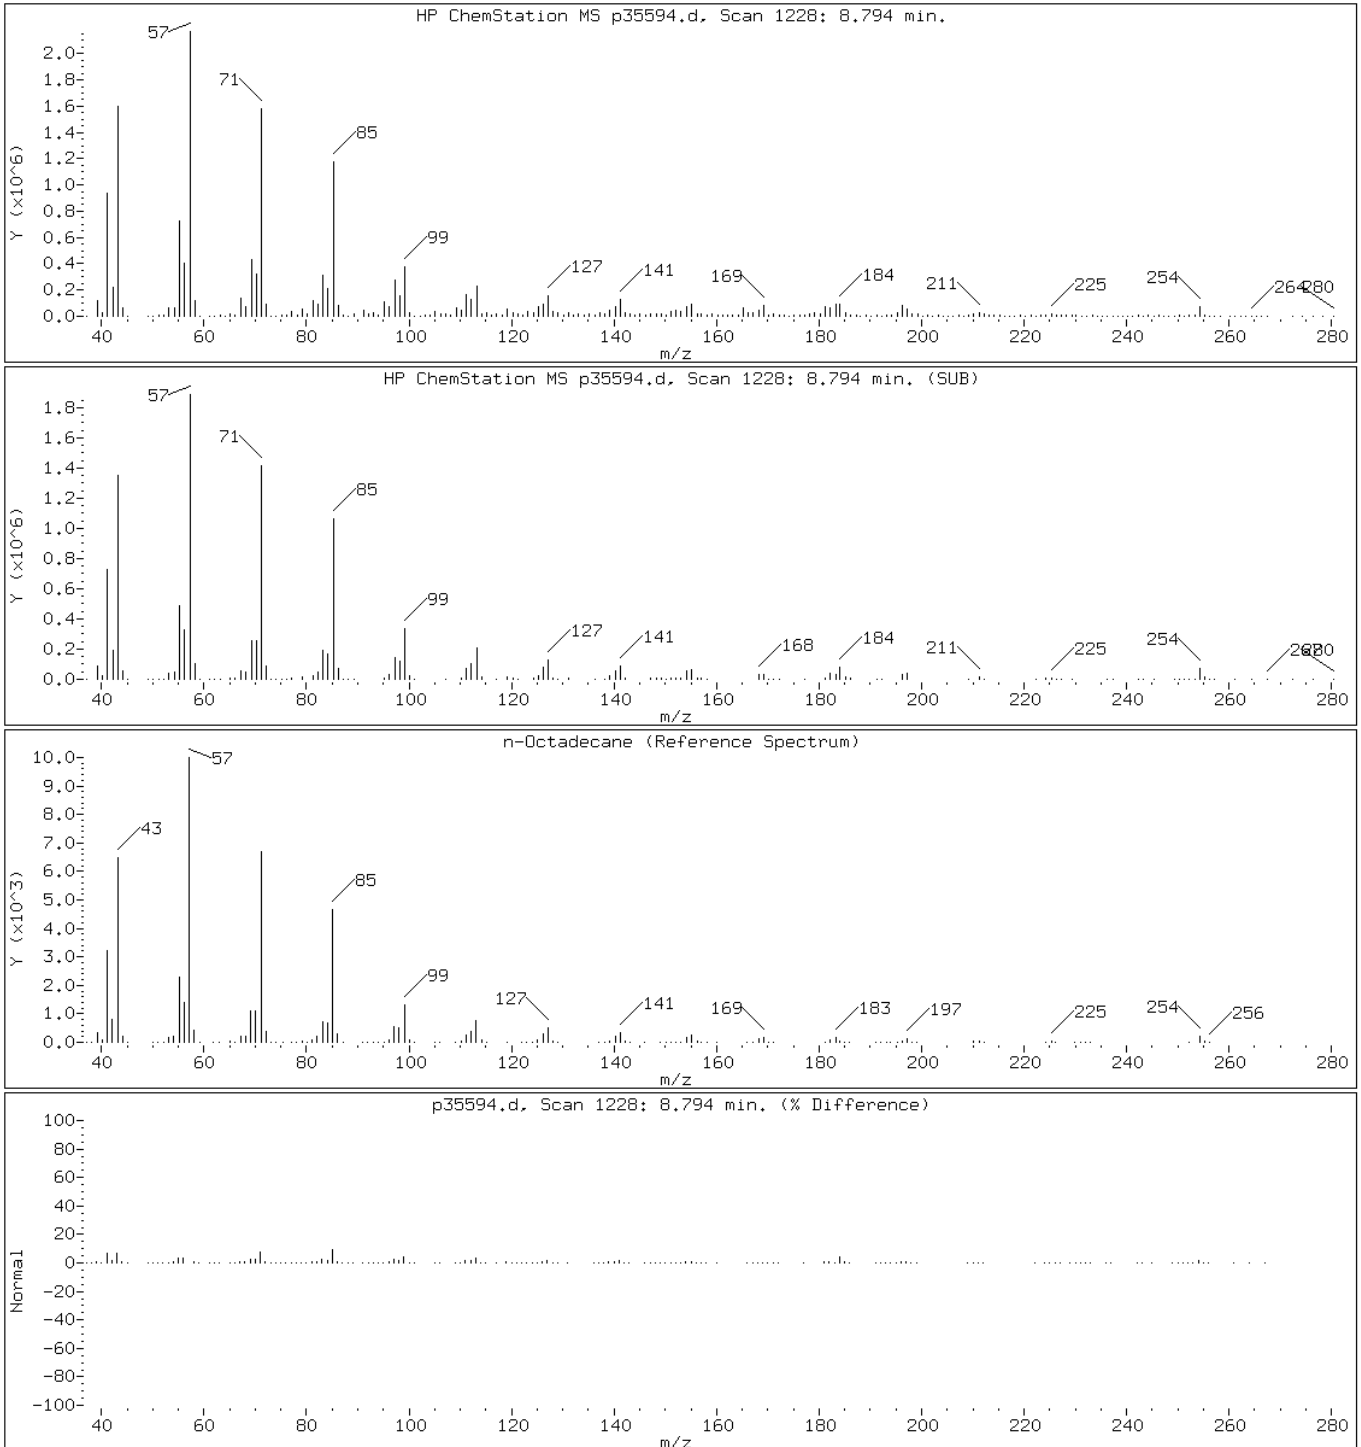 HP ChemStation MS p35594.d, Scan 1228: 8.794 min.
57
2.0
71
1.8
1.6
85
1.4
1.2
1.0
0.8
99
0.6
0.4
127 141 169 184 211 225 254 264 280
0.2
0.0
Y (x10^6)
40 60 80 100 120 140 160 180 200 220 240 260 280
m/z
HP ChemStation MS p35594.d, Scan 1228: 8.794 min. (SUB)
57
1.8
71
1.6
1.4
85
1.2
1.0
0.8
99
0.6
0.4
127 141 168 184 211 225 254 280
0.2
0.0
Y (x10^6)
40 60 80 100 120 140 160 180 200 220 240 260 280
m/z
n-Octadecane (Reference Spectrum)
10.0
57
9.0
8.0
43
7.0
6.0
85
5.0
4.0
3.0
99
2.0
127 141 169 183 197 225 254 256
1.0
0.0
Y (x10^3)
40 60 80 100 120 140 160 180 200 220 240 260 280
m/z
p35594.d, Scan 1228: 8.794 min. (% Difference)
100
80
60
40
20
0
-20
-40
-60
-80
-100
Normal
40 60 80 100 120 140 160 180 200 220 240 260 280
m/z